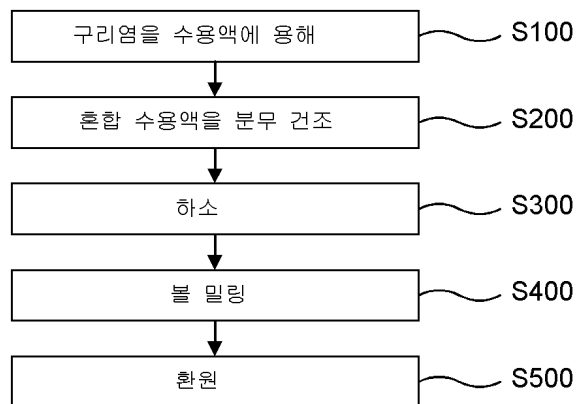 구리염을 수용액에 용해 S100
혼합 수용액을 분무 건조 S200
하소 S300
볼 밀링 S400
환원 S500